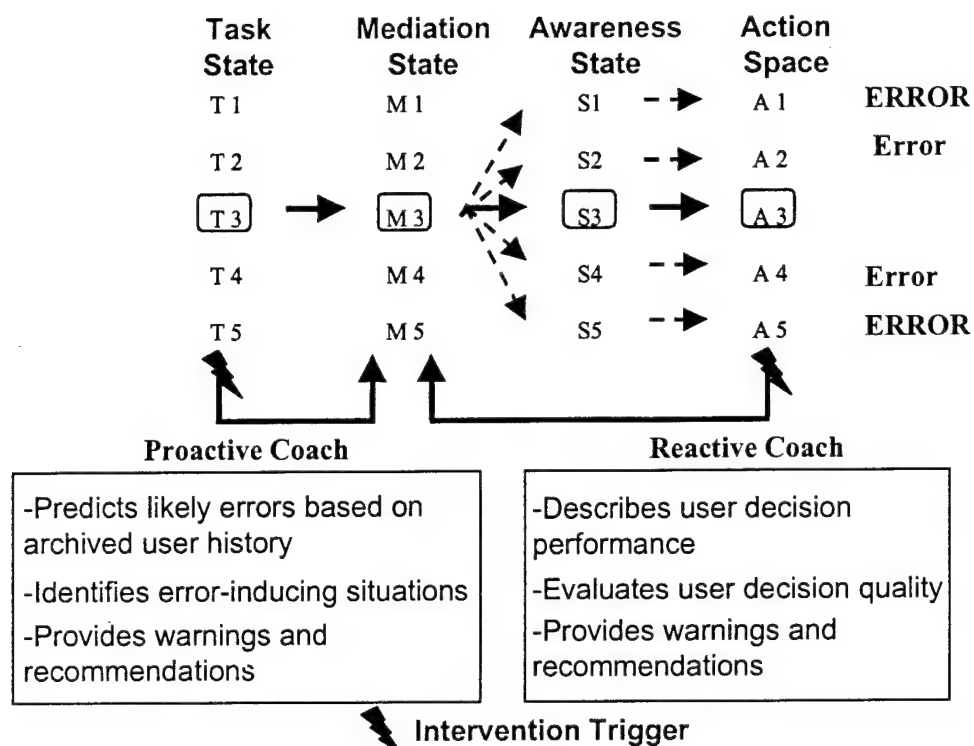 Task Mediation Awareness Action
State State State Space
T 1 M 1 S1 A 1 ERROR
T 2 M 2 S2 A 2 Error
T 3 M 3 S3 A 3
T 4 M 4 S4 A 4 Error
T 5 M 5 S5 A 5 ERROR
Proactive Coach
-Predicts likely errors based on
archived user history
-Identifies error-inducing situations
-Provides warnings and
recommendations
Reactive Coach
-Describes user decision
performance
-Evaluates user decision quality
-Provides warnings and
recommendations
Intervention Trigger